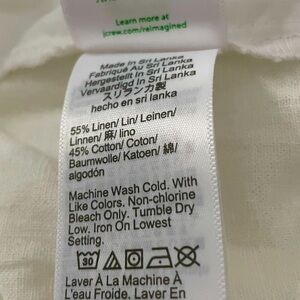 Learn more at
jcrew.com/reimagined
Made In Sri Lanka
Fabriqué Au Sri Lanka
Hergestellt In Sri Lanka
Vervaardigd In Sri Lanka
スリランカ製
hecho en sri lanka
55% Linen/ Lin/ Leinen/
Linnen/ 麻/ lino
45% Cotton/ Coton/
Baumwolle/ Katoen/ 綿/
algodón
Machine Wash Cold. With
Like Colors. Non-chlorine
Bleach Only. Tumble Dry
Low. Iron On Lowest
Setting.
30
Laver À La Machine À
L'eau Froide. Laver En